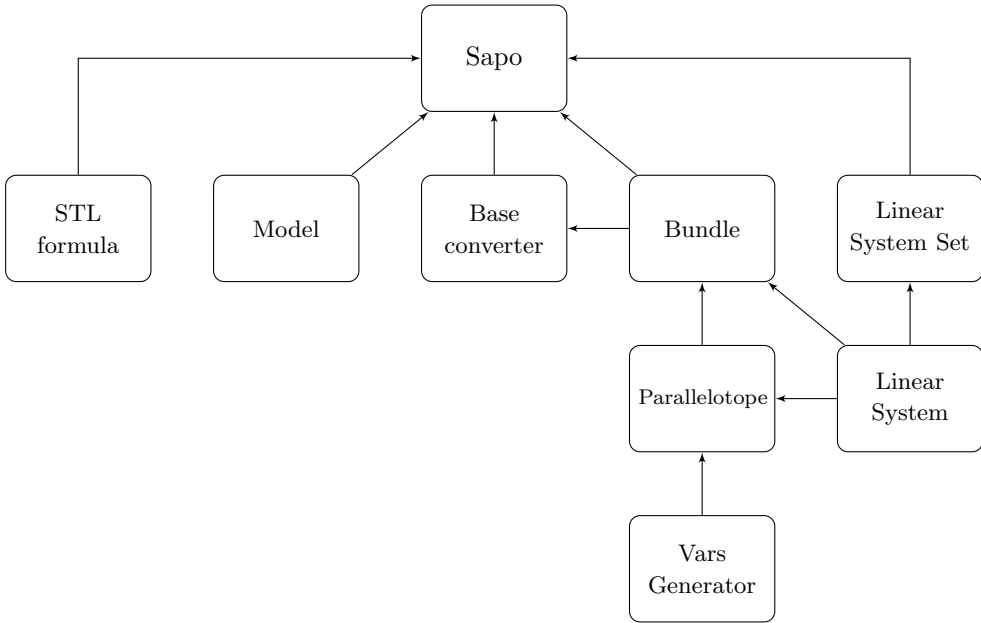 Sapo
STL
formula
Model
Base
converter
Bundle
Linear
System Set
Parallelotope
Linear
System
Vars
Generator